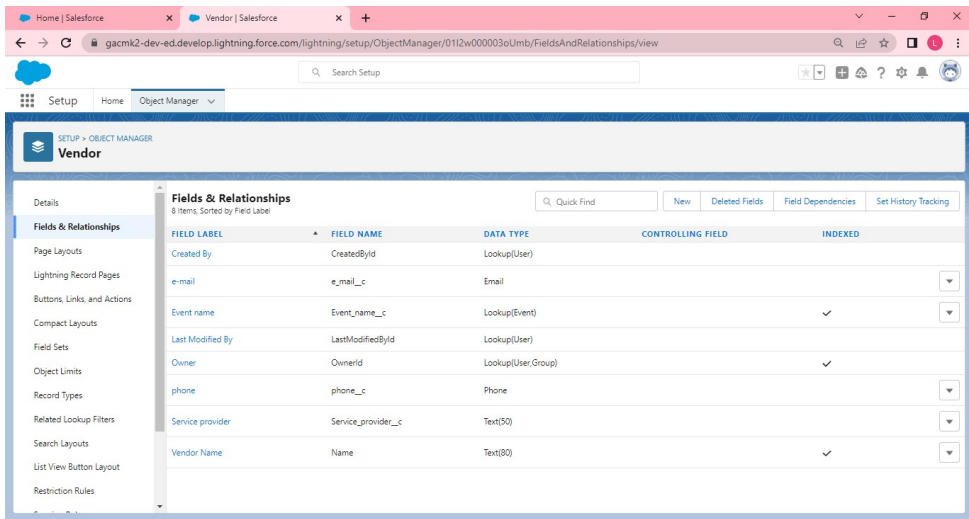 Home | Salesforce
Vendor | Salesforce
gacmk2-dev-ed.develop.lightning.force.com/lightning/setup/ObjectManager/01I2w000003oUmb/FieldsAndRelationships/view
L
Search Setup
Setup
Home
Object Manager
SETUP > OBJECT MANAGER
Vendor
Details
Fields & Relationships
Page Layouts
Lightning Record Pages
Buttons, Links, and Actions
Compact Layouts
Field Sets
Object Limits
Record Types
Related Lookup Filters
Search Layouts
List View Button Layout
Restriction Rules
Fields & Relationships
8 Items, Sorted by Field Label
Quick Find
New
Deleted Fields
Field Dependencies
Set History Tracking
FIELD LABEL FIELD NAME DATA TYPE CONTROLLING FIELD INDEXED
Created By CreatedById Lookup(User)
e-mail e_mail__c Email
Event name Event_name__c Lookup(Event)
Last Modified By LastModifiedById Lookup(User)
Owner OwnerId Lookup(User,Group)
phone phone__c Phone
Service provider Service_provider__c Text(50)
Vendor Name Name Text(80)